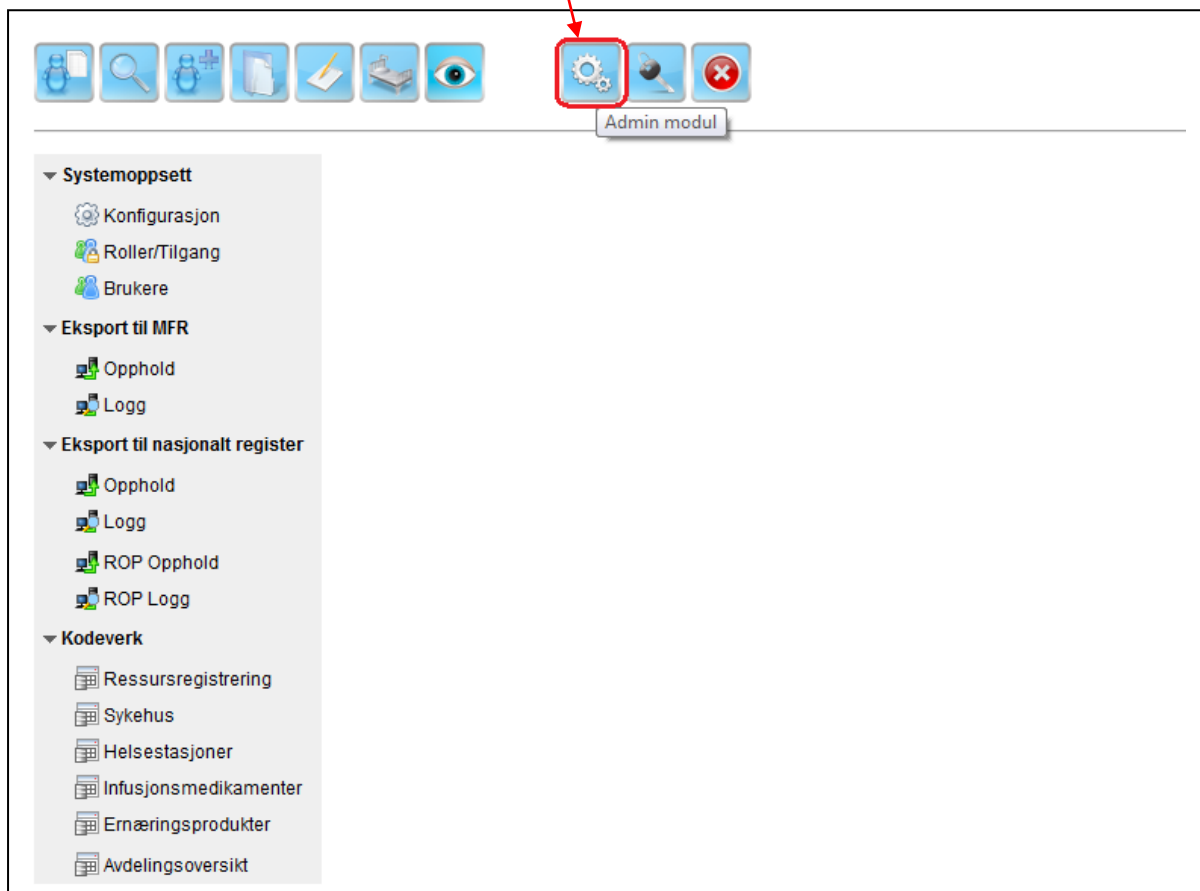 Admin modul
Systemoppsett
Konfigurasjon
Roller/Tilgang
Brukere
Eksport til MFR
Opphold
Logg
Eksport til nasjonalt register
Opphold
Logg
ROP Opphold
ROP Logg
Kodeverk
Ressursregistrering
Sykehus
Helsestasjoner
Infusjonsmedikamenter
Ernæringsprodukter
Avdelingsoversikt